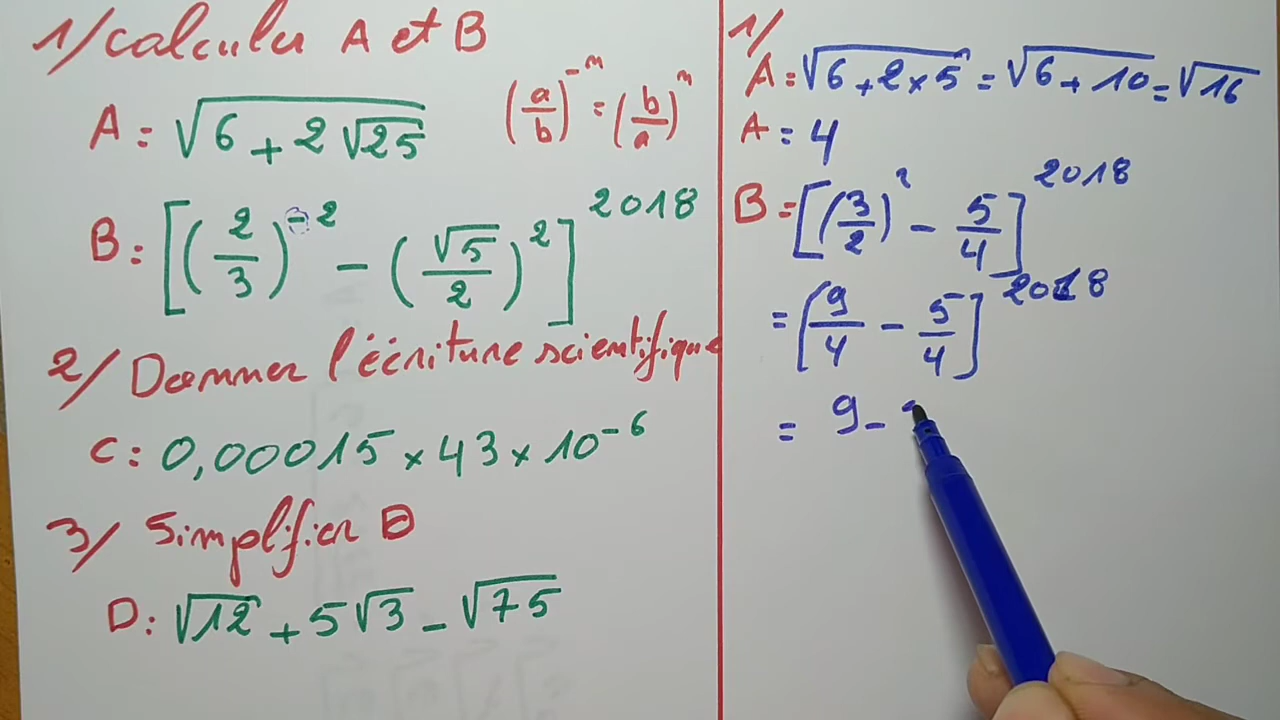 1/ calculer A et B
A = √(6 + 2√25)
(a/b)⁻ⁿ = (b/a)ⁿ
B = [(2/3)⁻² - (√5/2)²]²⁰¹⁸
2/ Donner l'écriture scientifique
C = 0,00015 × 43 × 10⁻⁶
3/ Simplifier D
D = √12 + 5√3 - √75
1/
A = √(6 + 2 × 5) = √(6 + 10) = √16
A = 4
B = [(3/2)² - 5/4]²⁰¹⁸
= [9/4 - 5/4]²⁰¹⁸
= 9 -